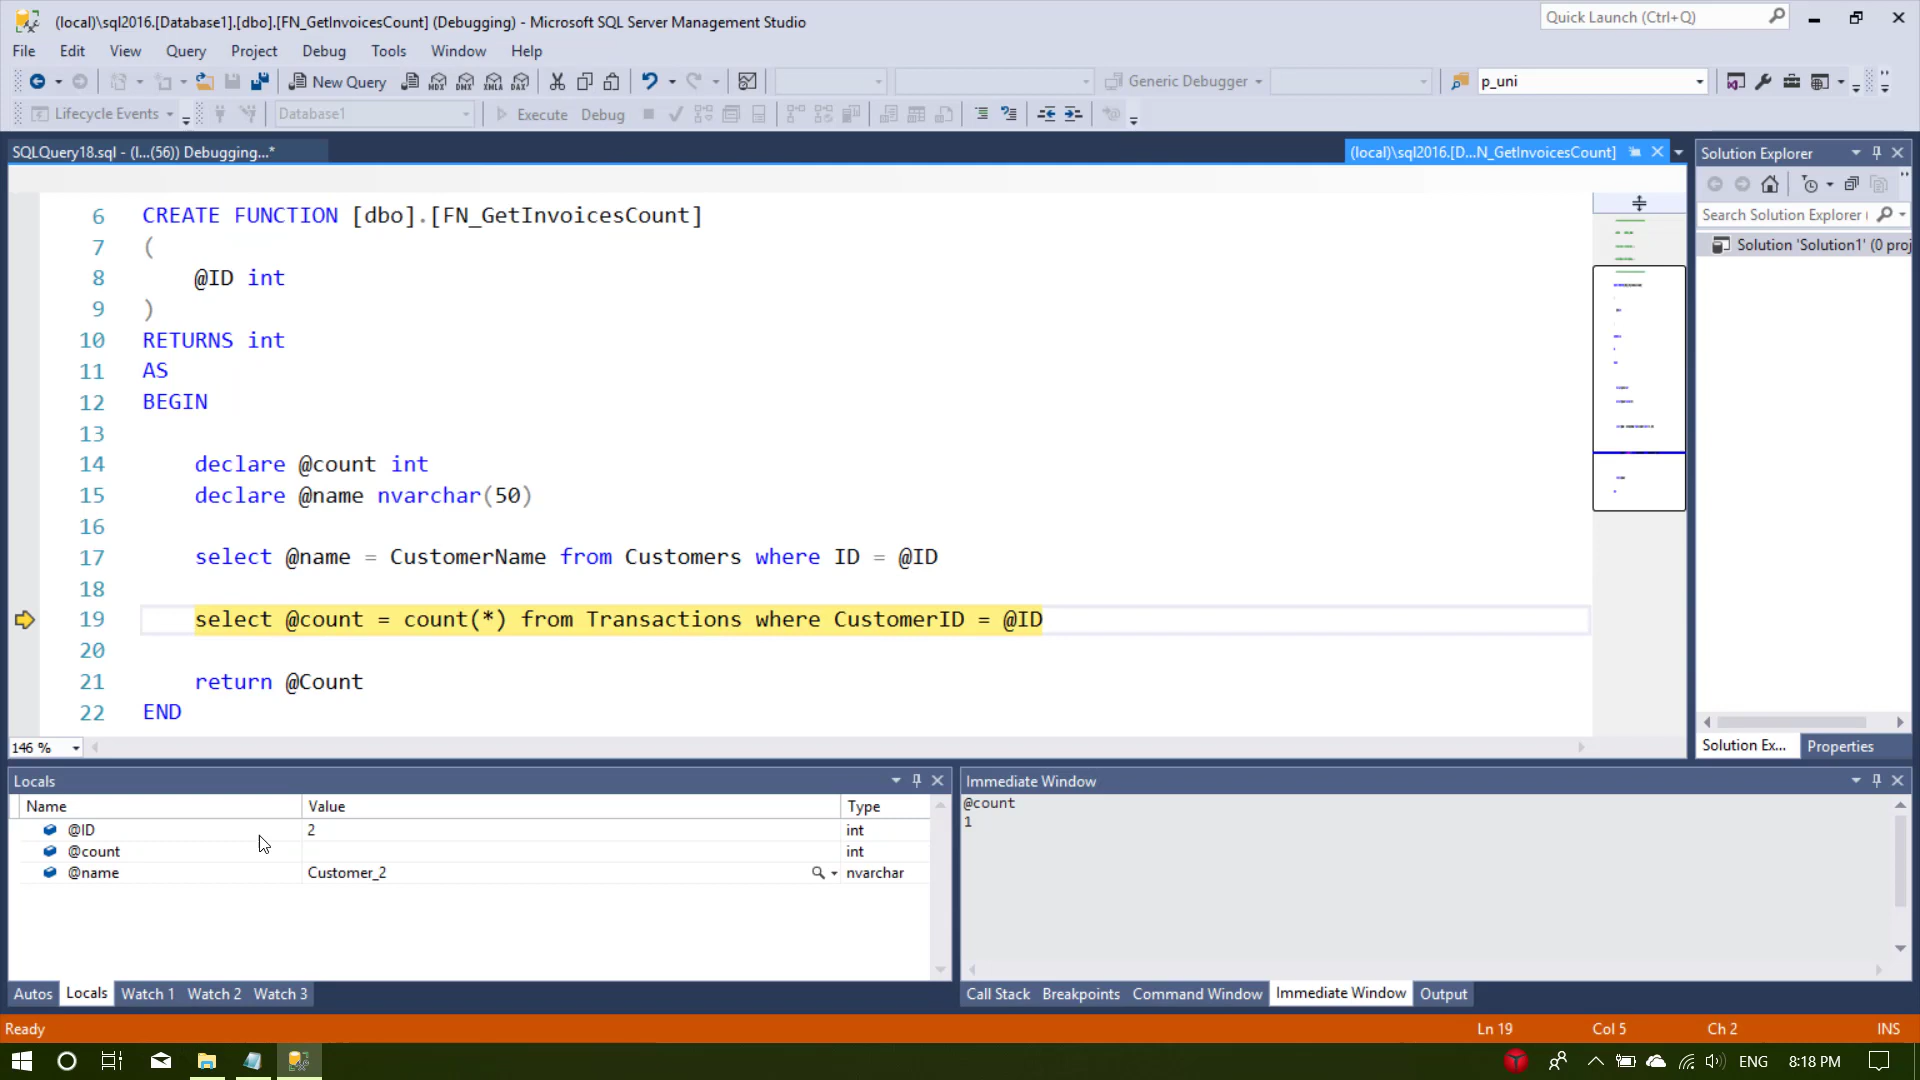 (local)\sql2016.[Database1].[dbo].[FN_GetInvoicesCount] (Debugging) - Microsoft SQL Server Management Studio
Quick Launch (Ctrl+Q)
File Edit View Query Project Debug Tools Window Help
New Query
MDX DMX XMLA DAX
Generic Debugger
p_uni
Lifecycle Events
Database1
Execute Debug
SQLQuery18.sql - (l...(56)) Debugging...*
(local)\sql2016.[D...N_GetInvoicesCount]
6 CREATE FUNCTION [dbo].[FN_GetInvoicesCount]
7 (
8 @ID int
9 )
10 RETURNS int
11 AS
12 BEGIN
13
14 declare @count int
15 declare @name nvarchar(50)
16
17 select @name = CustomerName from Customers where ID = @ID
18
19 select @count = count(*) from Transactions where CustomerID = @ID
20
21 return @Count
22 END
146 %
Solution Explorer
Search Solution Explorer (
Solution 'Solution1' (0 proj
Solution Ex... Properties
Locals
Name Value Type
@ID 2 int
@count int
@name Customer_2 nvarchar
Autos Locals Watch 1 Watch 2 Watch 3
Immediate Window
@count
1
Call Stack Breakpoints Command Window Immediate Window Output
Ready Ln 19 Col 5 Ch 2 INS
ENG 8:18 PM